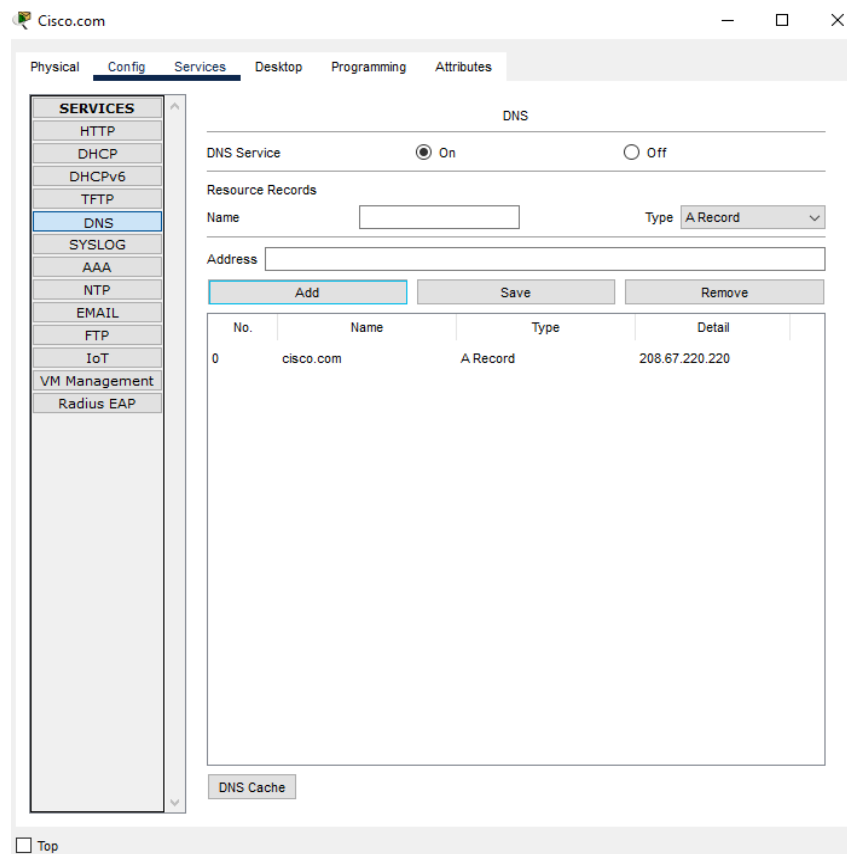 Cisco.com
Physical Config Services Desktop Programming Attributes
SERVICES
HTTP
DHCP
DHCPv6
TFTP
DNS
SYSLOG
AAA
NTP
EMAIL
FTP
IoT
VM Management
Radius EAP
DNS
DNS Service On Off
Resource Records
Name Type A Record
Address
Add Save Remove
No. Name Type Detail
0 cisco.com A Record 208.67.220.220
DNS Cache
Top